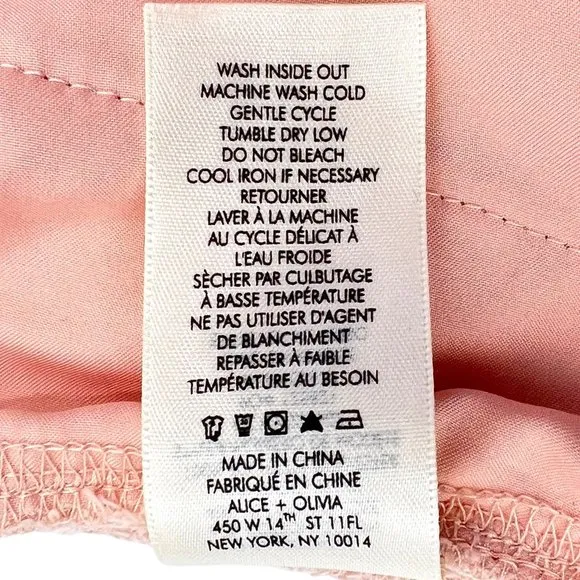 WASH INSIDE OUT
MACHINE WASH COLD
GENTLE CYCLE
TUMBLE DRY LOW
DO NOT BLEACH
COOL IRON IF NECESSARY
RETOURNER
LAVER À LA MACHINE
AU CYCLE DÉLICAT À
L'EAU FROIDE
SÈCHER PAR CULBUTAGE
À BASSE TEMPÉRATURE
NE PAS UTILISER D'AGENT
DE BLANCHIMENT
REPASSER À FAIBLE
TEMPÉRATURE AU BESOIN
MADE IN CHINA
FABRIQUÉ EN CHINE
ALICE + OLIVIA
450 W 14TH ST 11FL
NEW YORK, NY 10014